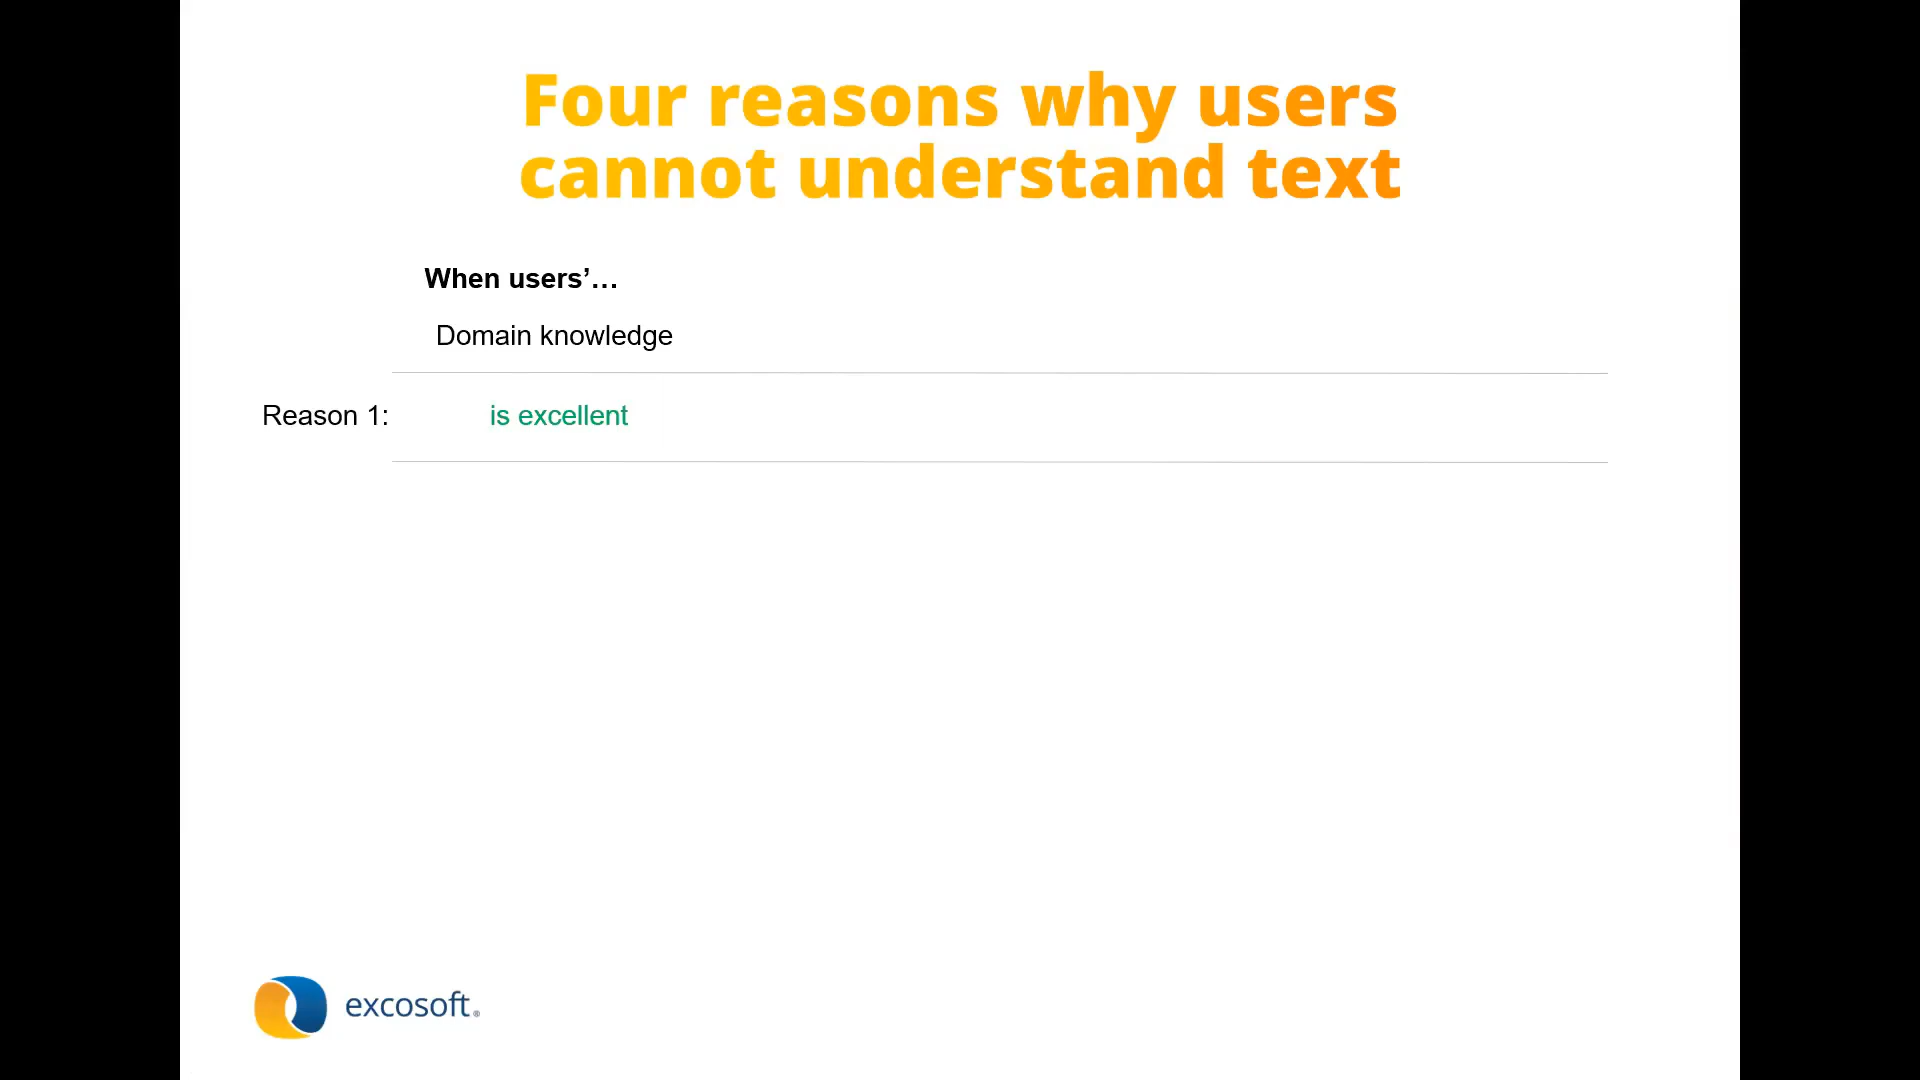 Four reasons why users
cannot understand text
When users’…
Domain knowledge
Reason 1: is excellent
excosoft®